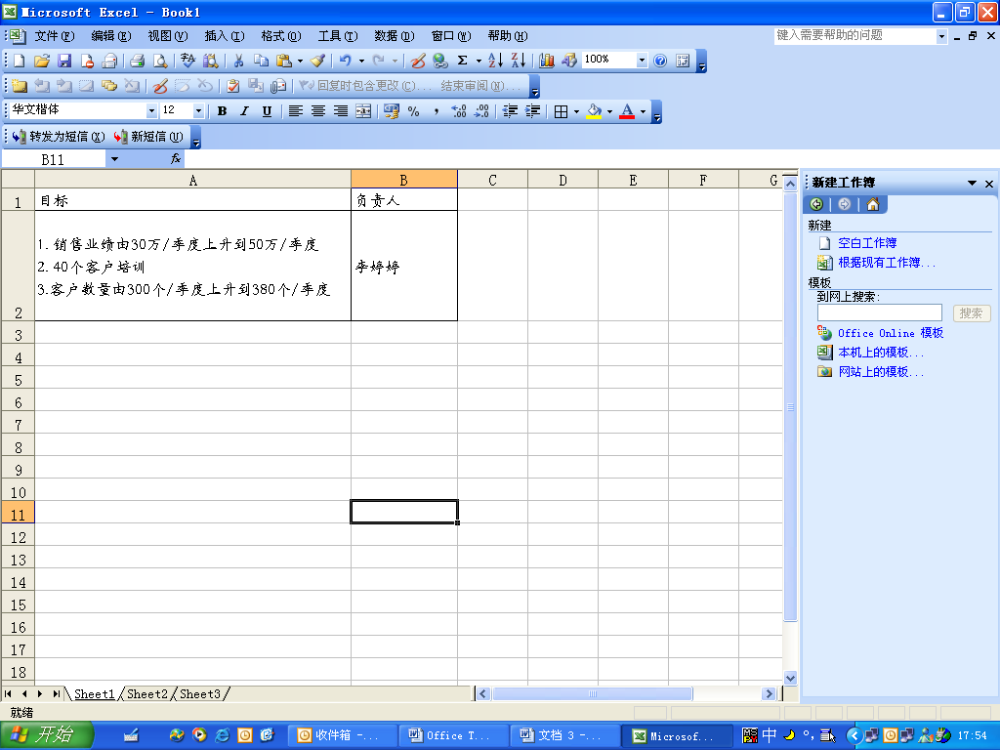 Microsoft Excel - Book1
文件(F) 编辑(E) 视图(V) 插入(I) 格式(O) 工具(T) 数据(D) 窗口(W) 帮助(H) 键入需要帮助的问题
100%
答复时包含更改(C)... 结束审阅(N)...
华文楷体 12 B I U %
转发为短信(X) 新短信(U)
B11 fx
A B C D E F G
1 目标 负责人
1. 销售业绩由30万/季度上升到50万/季度
2. 40个客户培训 李婷婷
3.客户数量由300个/季度上升到380个/季度
2
3
4
5
6
7
8
9
10
11
12
13
14
15
16
17
18
新建工作簿
新建
空白工作簿
根据现有工作簿...
模板
到网上搜索:
搜索
Office Online 模板
本机上的模板...
网站上的模板...
Sheet1 Sheet2 Sheet3
就绪
开始 收件箱 -... Office T... 文档 3 -... Microsof... 中 17:54